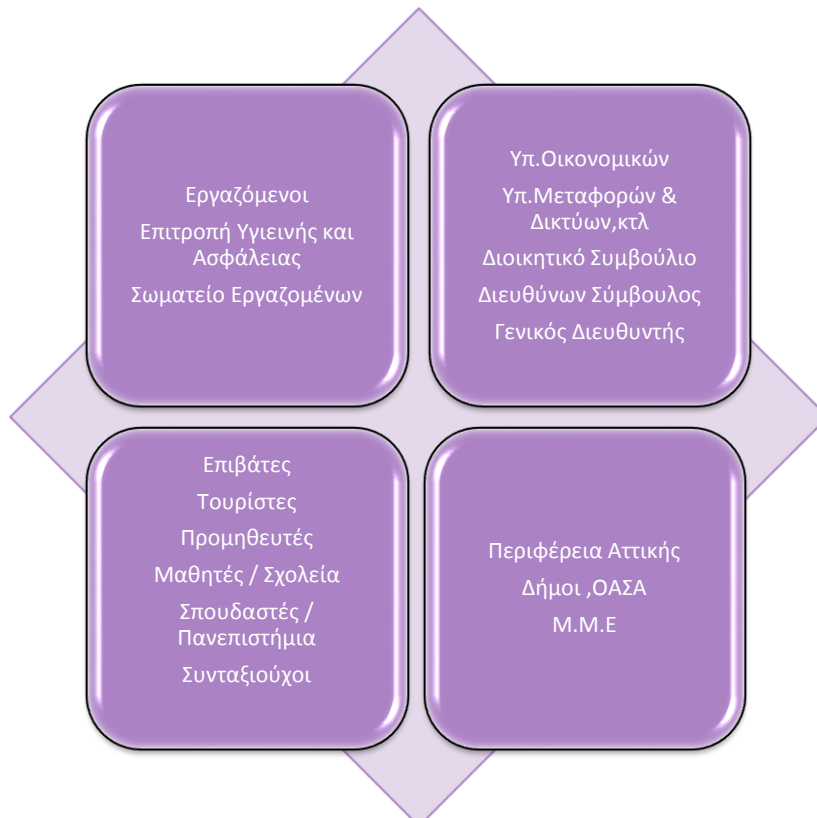 Εργαζόμενοι
Επιτροπή Υγιεινής και
Ασφάλειας
Σωματείο Εργαζομένων
Υπ.Οικονομικών
Υπ.Μεταφορών &
Δικτύων,κτλ
Διοικητικό Συμβούλιο
Διευθύνων Σύμβουλος
Γενικός Διευθυντής
Επιβάτες
Τουρίστες
Προμηθευτές
Μαθητές / Σχολεία
Σπουδαστές /
Πανεπιστήμια
Συνταξιούχοι
Περιφέρεια Αττικής
Δήμοι ,ΟΑΣΑ
Μ.Μ.Ε